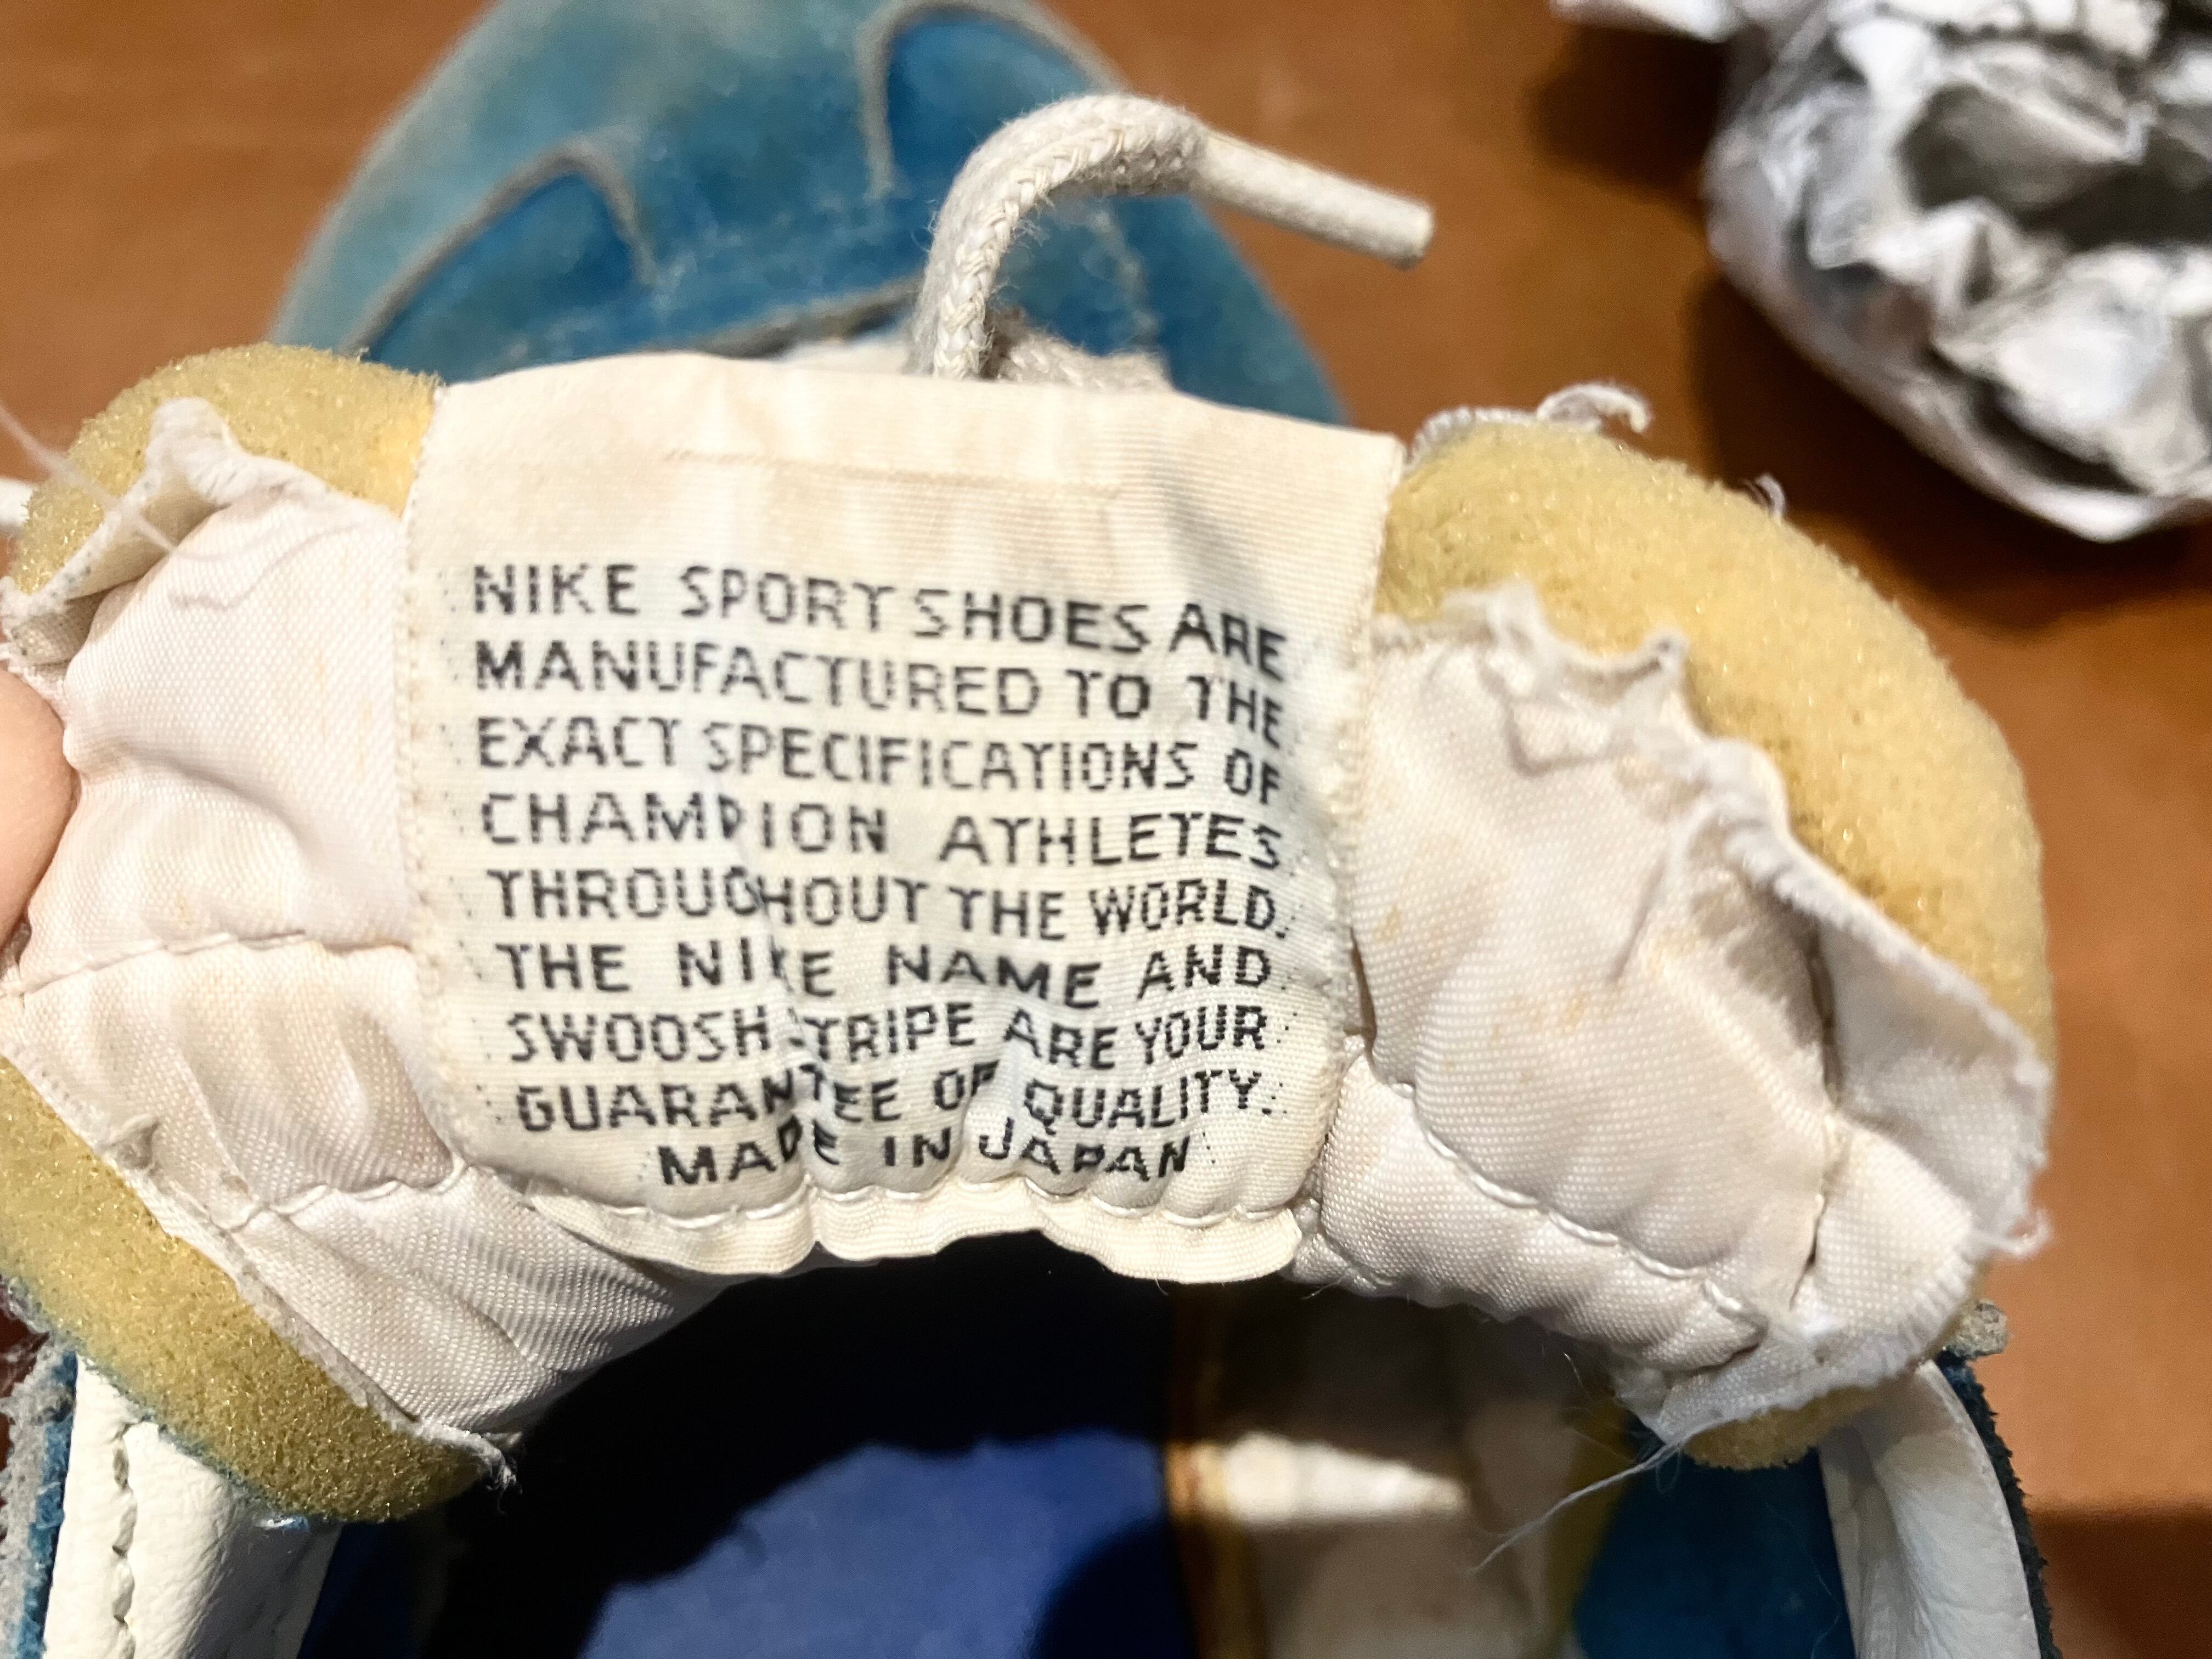 NIKE SPORT SHOES ARE
MANUFACTURED TO THE
EXACT SPECIFICATIONS OF
CHAMPION ATHLETES
THROUGHOUT THE WORLD.
THE NIKE NAME AND
SWOOSH STRIPE ARE YOUR
GUARANTEE OF QUALITY.
MADE IN JAPAN